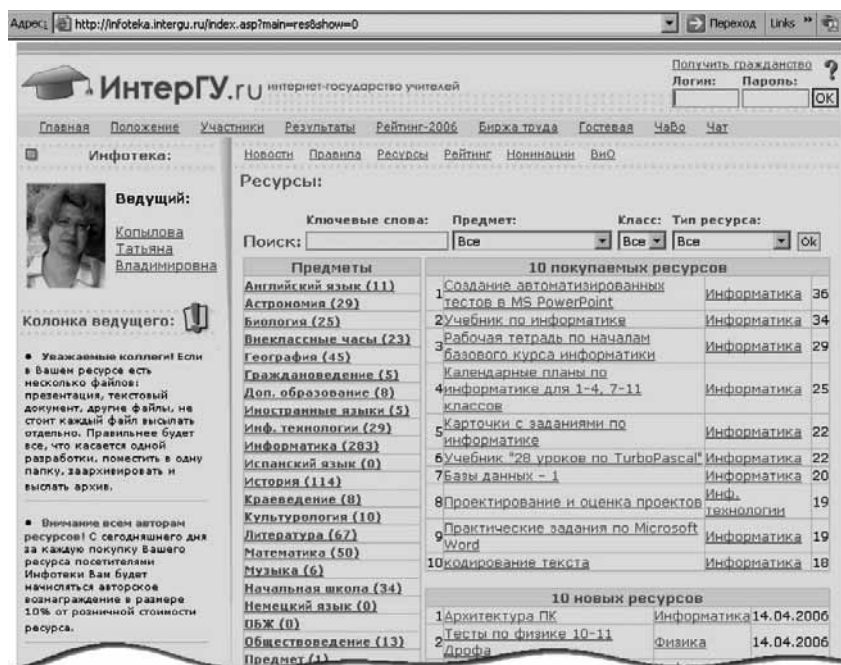 Адрес: http://infoteka.intergu.ru/index.asp?main=res&show=0 Переход Links »
ИнтерГУ.ru интернет-государство учителей
Получить гражданство ?
Логин: Пароль:
OK
Главная Положение Участники Результаты Рейтинг-2006 Биржа труда Гостевая ЧаВо Чат
Инфотека:
Ведущий:
Копылова
Татьяна
Владимировна
Колонка ведущего:
• Уважаемые коллеги! Если
в Вашем ресурсе есть
несколько файлов:
презентация, текстовый
документ, другие файлы, не
стоит каждый файл высылать
отдельно. Правильнее будет
все, что касается одной
разработки, поместить в одну
папку, заархивировать и
выслать архив.
• Внимание всем авторам
ресурсов! С сегодняшнего дня
за каждую покупку Вашего
ресурса посетителями
Инфотеки Вам будет
начисляться авторское
вознаграждение в размере
10% от розничной стоимости
ресурса.
Новости Правила Ресурсы Рейтинг Номинации ВиО
Ресурсы:
Ключевые слова: Предмет: Класс: Тип ресурса:
Поиск: Все Все Все Ok
Предметы
Английский язык (11)
Астрономия (29)
Биология (25)
Внеклассные часы (23)
География (45)
Граждановедение (5)
Доп. образование (8)
Иностранные языки (5)
Инф. технологии (29)
Информатика (283)
Испанский язык (0)
История (114)
Краеведение (8)
Культурология (10)
Литература (67)
Математика (50)
Музыка (6)
Начальная школа (34)
Немецкий язык (0)
ОБЖ (0)
Обществоведение (13)
Предмет (1)
10 покупаемых ресурсов
1 Создание автоматизированных
тестов в MS PowerPoint Информатика 36
2 Учебник по информатике Информатика 34
3 Рабочая тетрадь по началам
базового курса информатики Информатика 29
Календарные планы по
4 информатике для 1-4, 7-11 Информатика 25
классов
5 Карточки с заданиями по
информатике Информатика 22
6 Учебник "28 уроков по TurboPascal" Информатика 22
7 Базы данных - 1 Информатика 20
8 Проектирование и оценка проектов Инф.
технологии 19
9 Практические задания по Microsoft
Word Информатика 19
10 кодирование текста Информатика 18
10 новых ресурсов
1 Архитектура ПК Информатика 14.04.2006
2 Тесты по физике 10-11
Дрофа Физика 14.04.2006